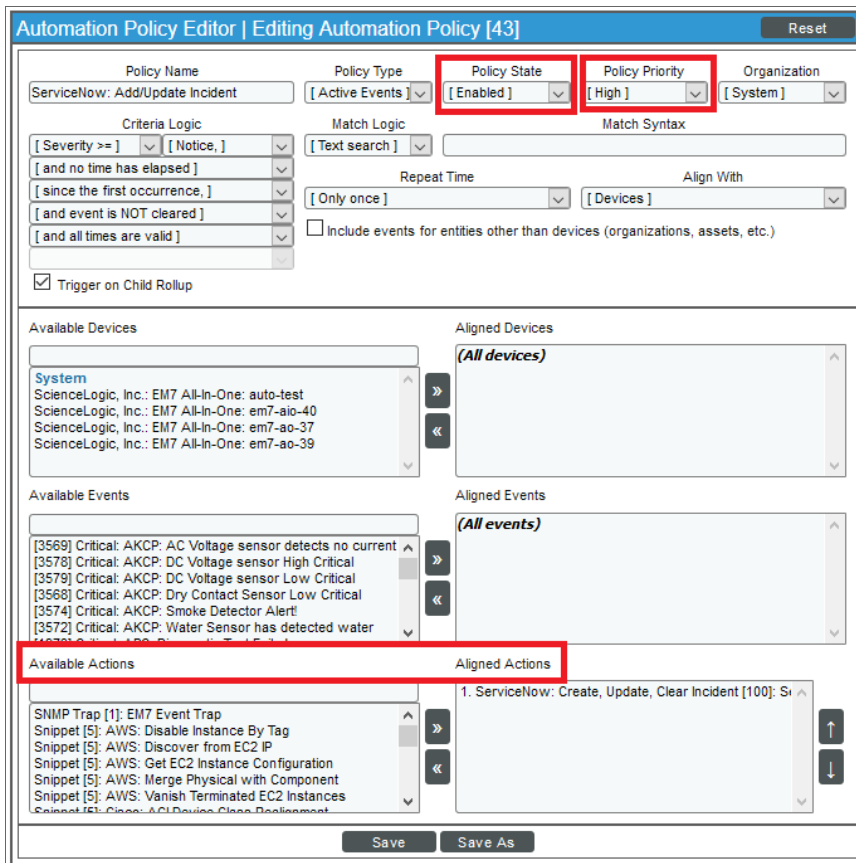 Automation Policy Editor | Editing Automation Policy [43] Reset
Policy Name Policy Type Policy State Policy Priority Organization
ServiceNow: Add/Update Incident [ Active Events ] [ Enabled ] [ High ] [ System ]
Criteria Logic Match Logic Match Syntax
[ Severity >= ] [ Notice, ] [ Text search ]
[ and no time has elapsed ]
Repeat Time Align With
[ since the first occurrence, ] [ Only once ] [ Devices ]
[ and event is NOT cleared ]
[ and all times are valid ] Include events for entities other than devices (organizations, assets, etc.)
Trigger on Child Rollup
Available Devices Aligned Devices
(All devices)
System
ScienceLogic, Inc.: EM7 All-In-One: auto-test
ScienceLogic, Inc.: EM7 All-In-One: em7-aio-40
ScienceLogic, Inc.: EM7 All-In-One: em7-ao-37
ScienceLogic, Inc.: EM7 All-In-One: em7-ao-39
Available Events Aligned Events
(All events)
[3569] Critical: AKCP: AC Voltage sensor detects no current
[3578] Critical: AKCP: DC Voltage sensor High Critical
[3579] Critical: AKCP: DC Voltage sensor Low Critical
[3568] Critical: AKCP: Dry Contact Sensor Low Critical
[3574] Critical: AKCP: Smoke Detector Alert!
[3572] Critical: AKCP: Water Sensor has detected water
Available Actions Aligned Actions
1. ServiceNow: Create, Update, Clear Incident [100]:
SNMP Trap [1]: EM7 Event Trap
Snippet [5]: AWS: Disable Instance By Tag
Snippet [5]: AWS: Discover from EC2 IP
Snippet [5]: AWS: Get EC2 Instance Configuration
Snippet [5]: AWS: Merge Physical with Component
Snippet [5]: AWS: Vanish Terminated EC2 Instances
Save Save As